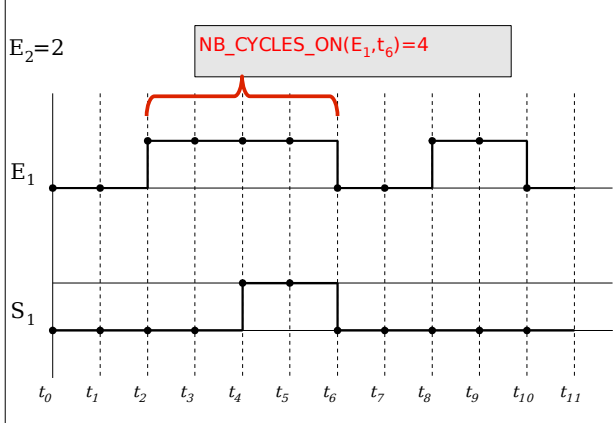 E₂=2
NB_CYCLES_ON(E₁,t₆)=4
E₁
S₁
t₀ t₁ t₂ t₃ t₄ t₅ t₆ t₇ t₈ t₉ t₁₀ t₁₁